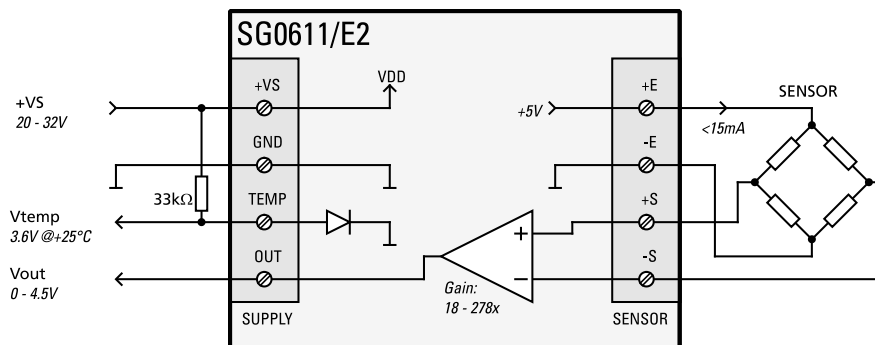 SG0611/E2
+VS
20 - 32V
33kΩ
Vtemp
3.6V @+25°C
Vout
0 - 4.5V
+VS
GND
TEMP
OUT
SUPPLY
VDD
+5V
Gain:
18 - 278x
+
−
+E
-E
+S
-S
SENSOR
<15mA
SENSOR